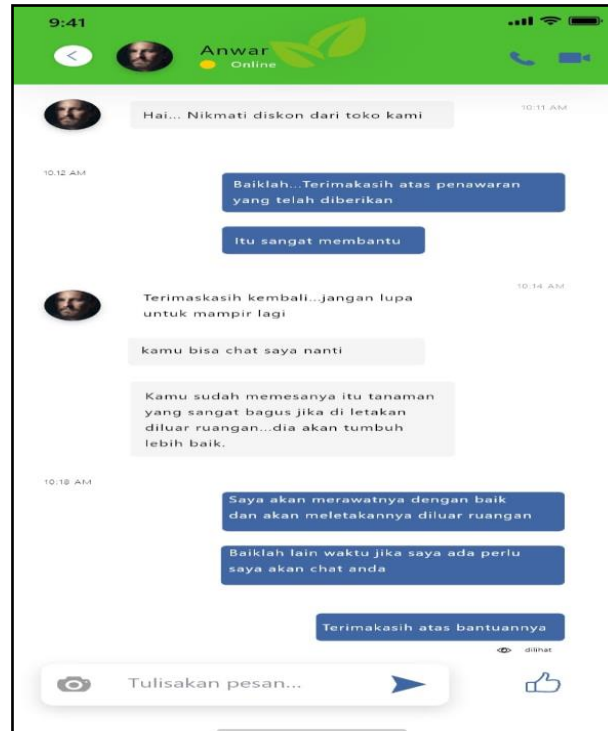 9:41
Anwar
Online
10:11 AM
Hai... Nikmati diskon dari toko kami
10.12 AM
Baiklah...Terimakasih atas penawaran
yang telah diberikan
Itu sangat membantu
10.14 AM
Terimaskasih kembali...jangan lupa
untuk mampir lagi
kamu bisa chat saya nanti
Kamu sudah memesanya itu tanaman
yang sangat bagus jika di letakan
diluar ruangan...dia akan tumbuh
lebih baik.
10:18 AM
Saya akan merawatnya dengan baik
dan akan meletakannya diluar ruangan
Baiklah lain waktu jika saya ada perlu
saya akan chat anda
Terimakasih atas bantuannya
dilihat
Tulisakan pesan...